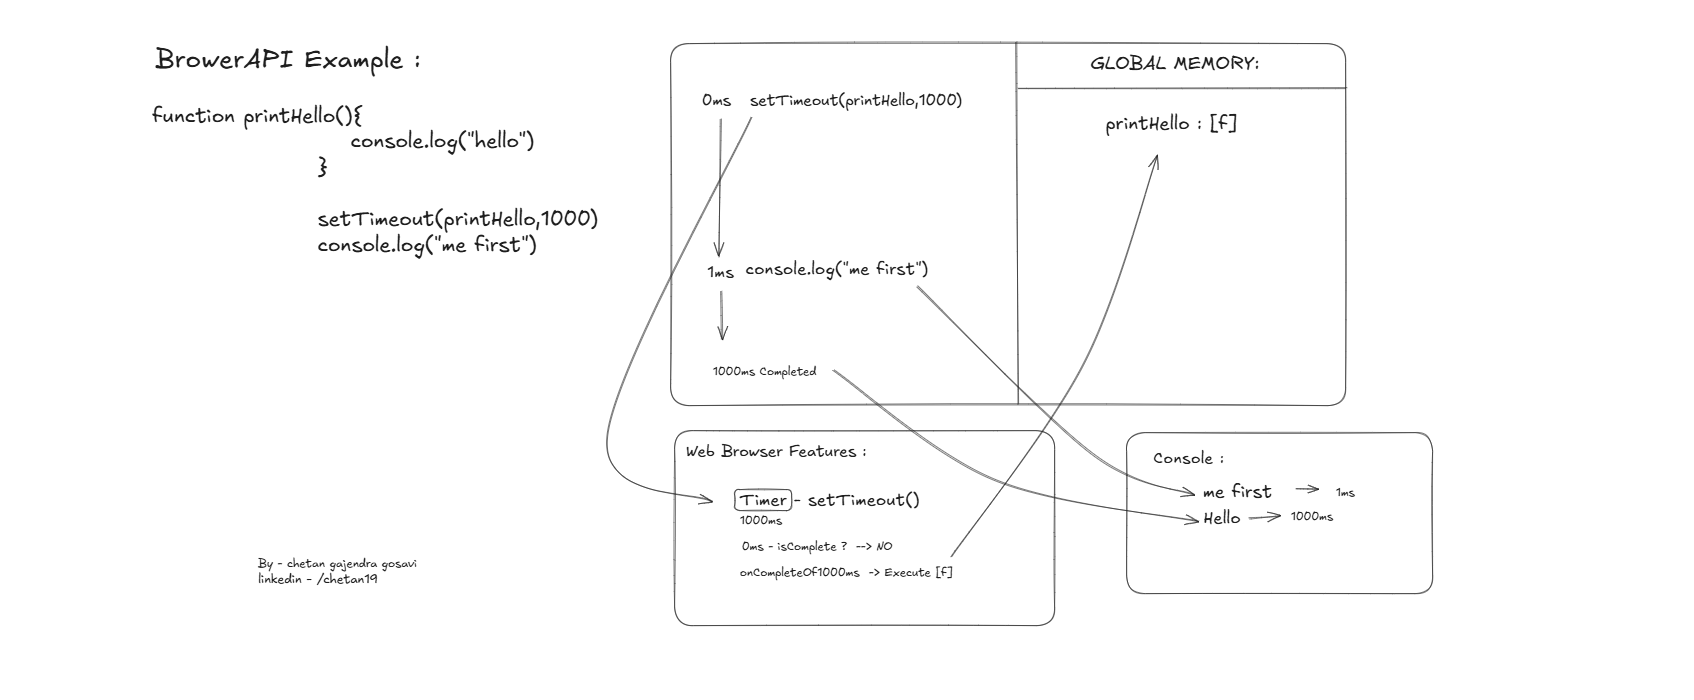 BrowerAPI Example :
function printHello(){
console.log("hello")
}
setTimeout(printHello,1000)
console.log("me first")
By - chetan gajendra gosavi
linkedin - /chetan19
0ms setTimeout(printHello,1000)
1ms console.log("me first")
1000ms Completed
GLOBAL MEMORY:
printHello : [f]
Web Browser Features :
Timer - setTimeout()
1000ms
0ms - isComplete ? --> NO
onCompleteOf1000ms -> Execute [f]
Console :
me first 1ms
Hello 1000ms